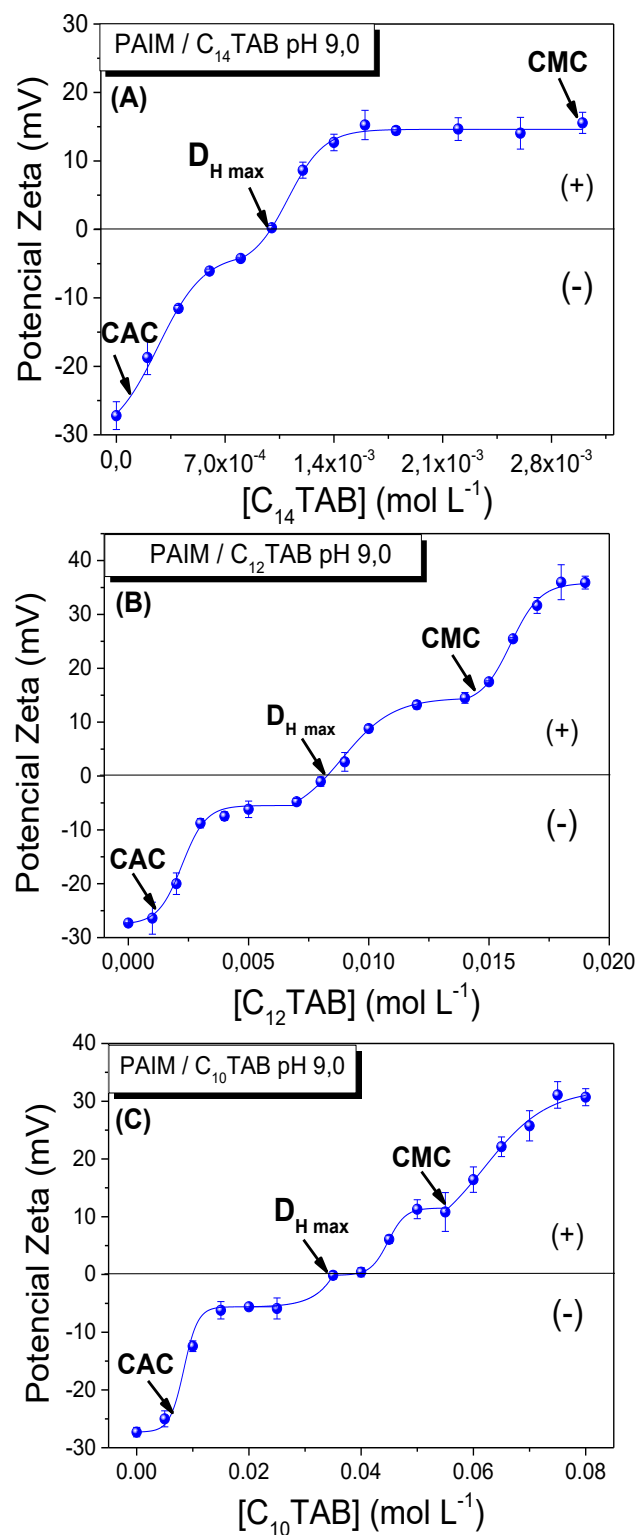 PAIM / C₁₄TAB pH 9,0
(A)
CMC
D_H max
CAC
(+)
(-)
30
20
10
0
-10
-20
-30
Potencial Zeta (mV)
0,0 7,0x10⁻⁴ 1,4x10⁻³ 2,1x10⁻³ 2,8x10⁻³
[C₁₄TAB] (mol L⁻¹)
PAIM / C₁₂TAB pH 9,0
(B)
CMC
D_H max
CAC
(+)
(-)
40
30
20
10
0
-10
-20
-30
Potencial Zeta (mV)
0,000 0,005 0,010 0,015 0,020
[C₁₂TAB] (mol L⁻¹)
PAIM / C₁₀TAB pH 9,0
(C)
CMC
D_H max
CAC
(+)
(-)
40
30
20
10
0
-10
-20
-30
Potencial Zeta (mV)
0.00 0.02 0.04 0.06 0.08
[C₁₀TAB] (mol L⁻¹)